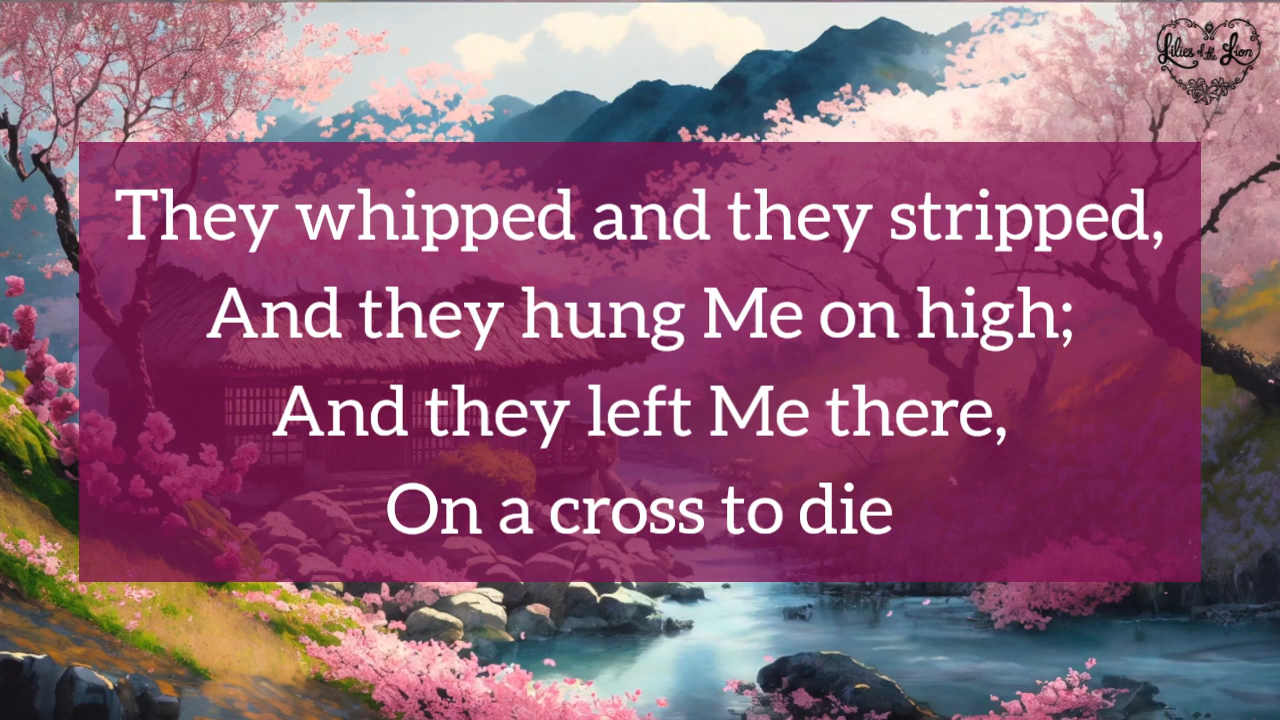 Lilies of the Lion
They whipped and they stripped,
And they hung Me on high;
And they left Me there,
On a cross to die